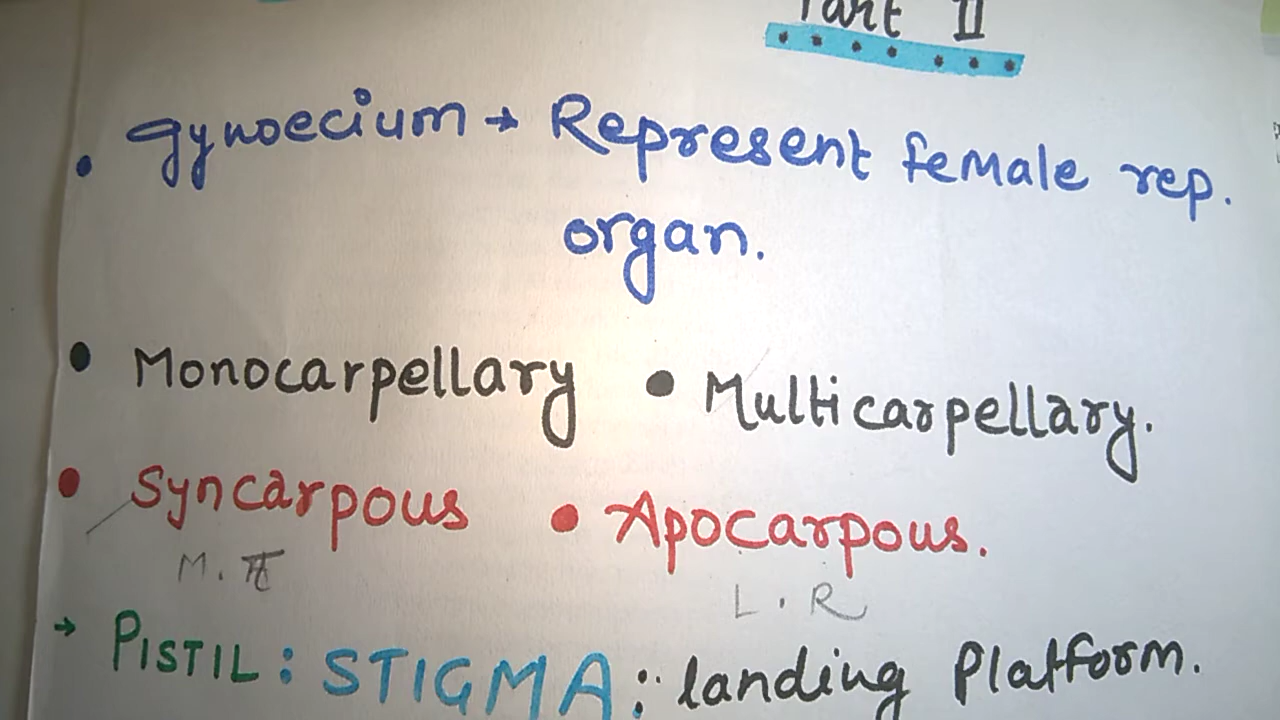 Part II
• Gynoecium → Represent female rep.
organ.
• Monocarpellary • Multicarpellary.
• Syncarpous • Apocarpous.
M. L. R
→ PISTIL : STIGMA : landing Platform.